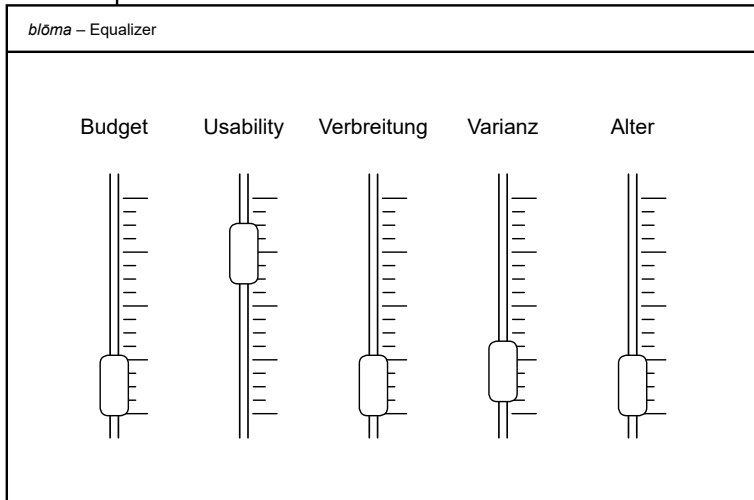 blōma – Equalizer
Budget Usability Verbreitung Varianz Alter